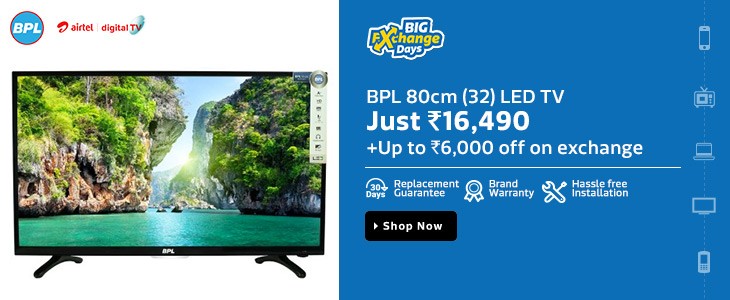 BPL
airtel | digital TV
BIG
EXchange
Days
BPL 80cm (32) LED TV
Just ₹16,490
+Up to ₹6,000 off on exchange
30
Days
Replacement
Guarantee
Brand
Warranty
Hassle free
Installation
Shop Now
BPL